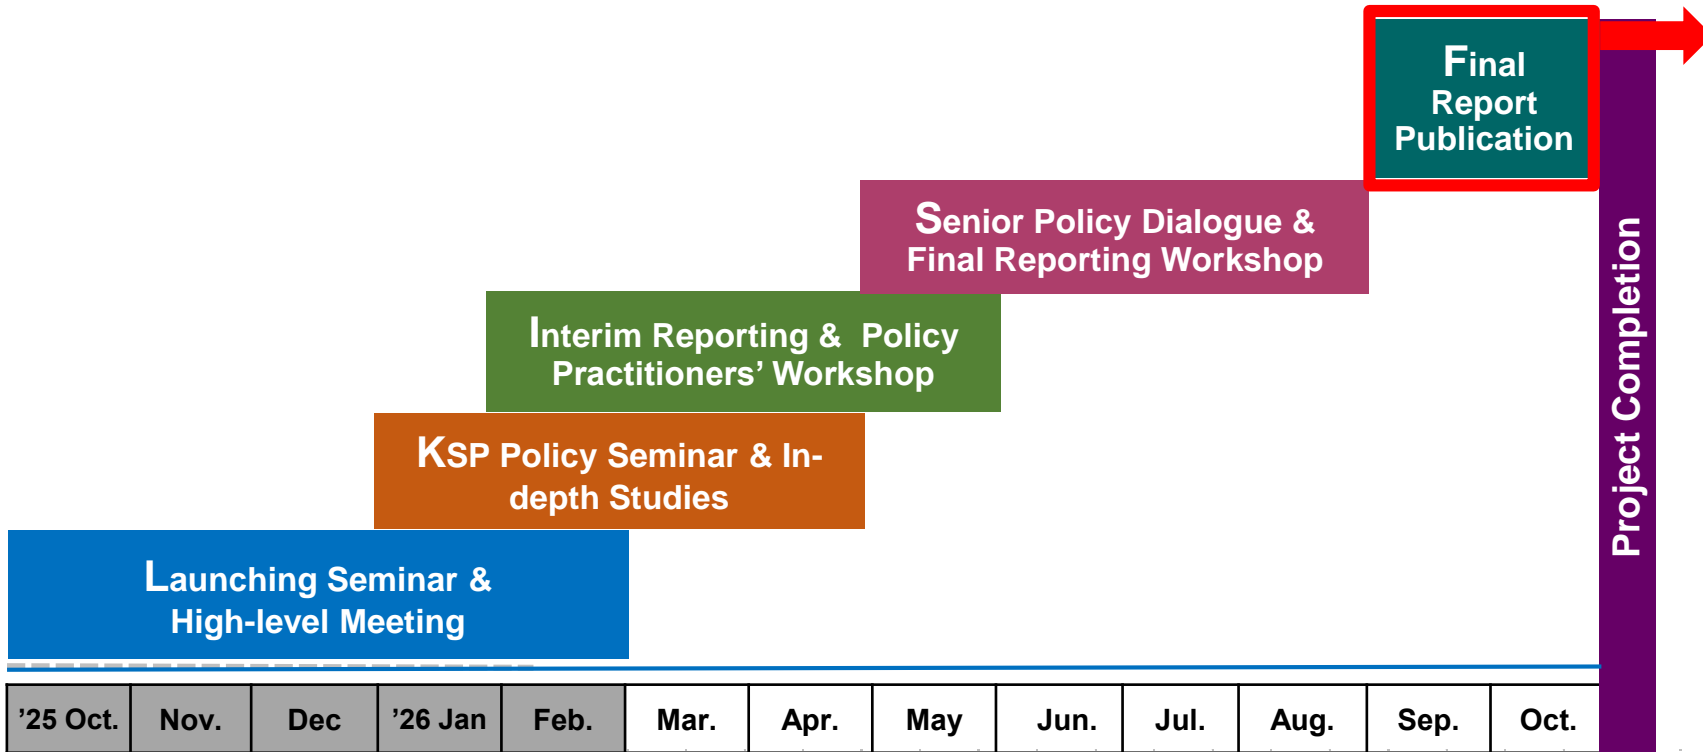 Final
Report
Publication
Senior Policy Dialogue &
Final Reporting Workshop
Interim Reporting &  Policy
Practitioners’ Workshop
KSP Policy Seminar & In-
depth Studies
Launching Seminar &
High-level Meeting
Project Completion
’25 Oct. Nov. Dec ’26 Jan Feb. Mar. Apr. May Jun. Jul. Aug. Sep. Oct.